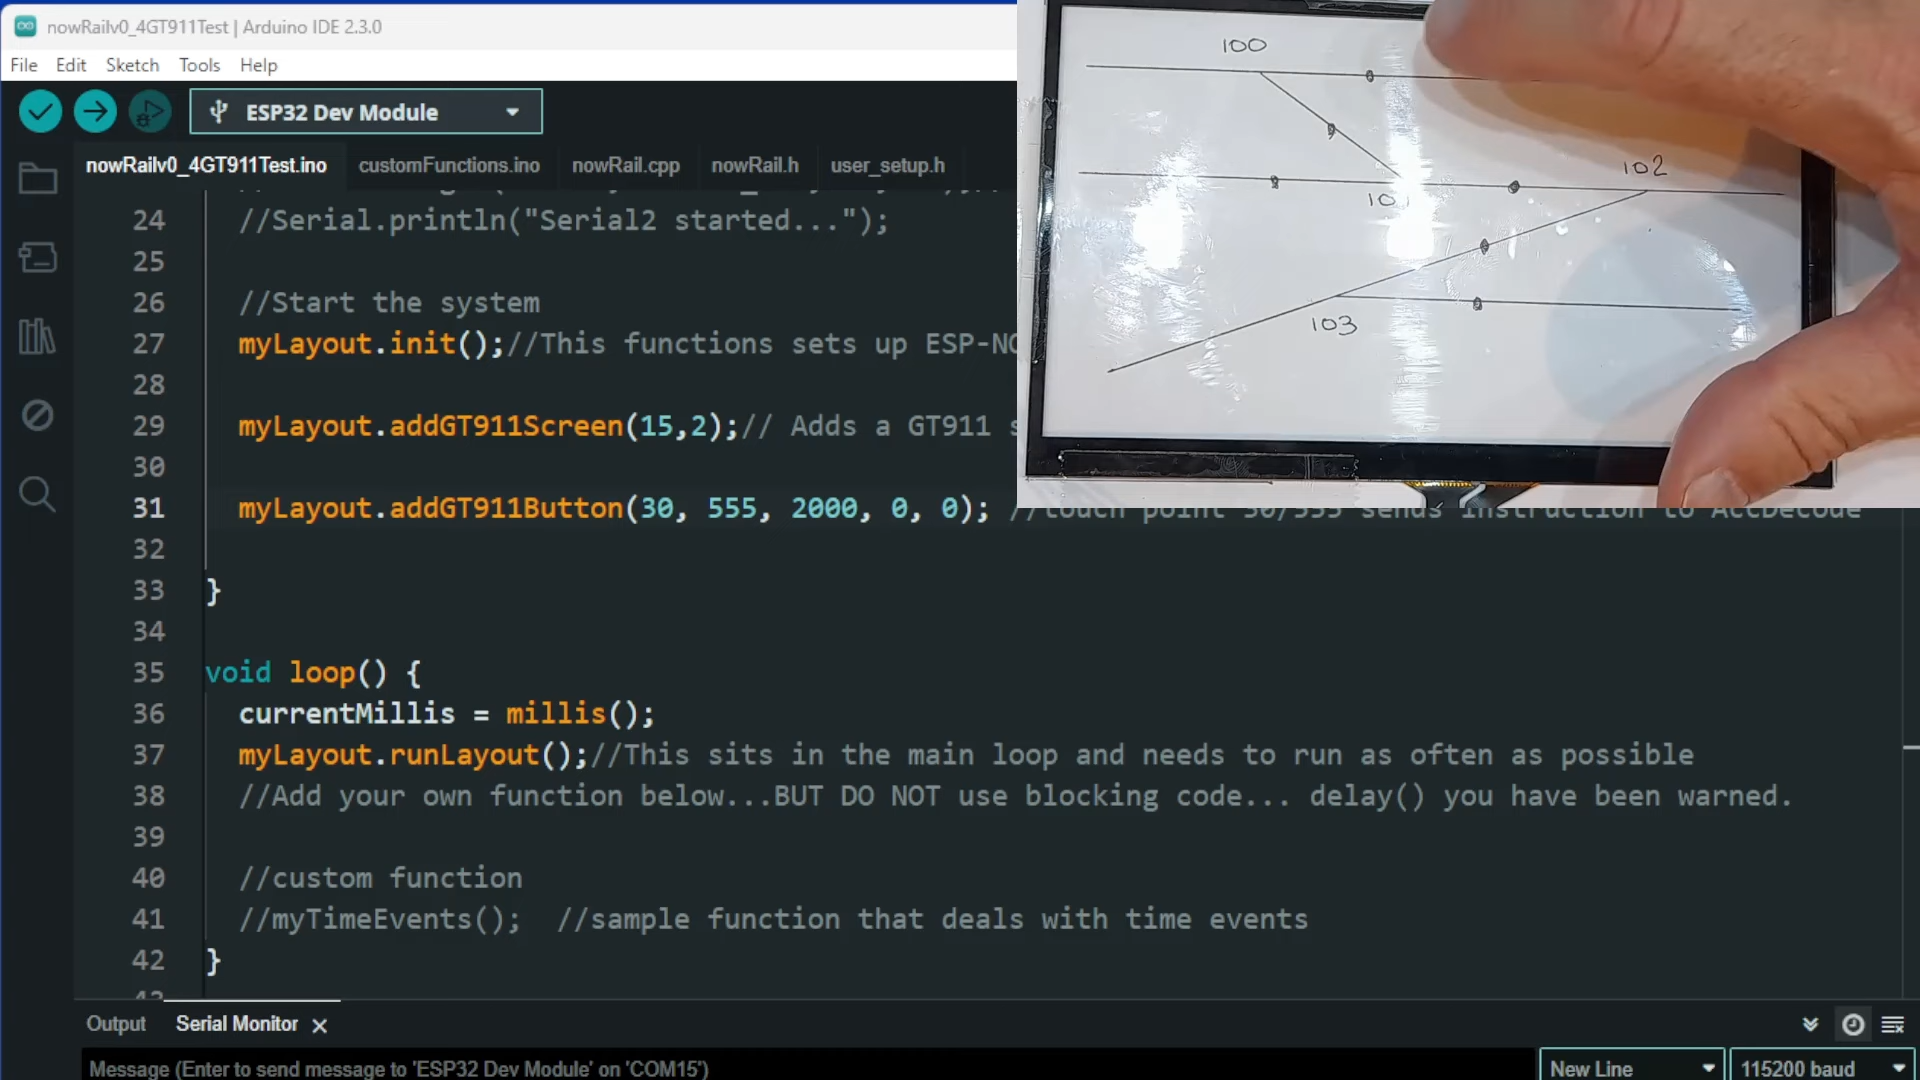 nowRailv0_4GT911Test | Arduino IDE 2.3.0
File Edit Sketch Tools Help
ESP32 Dev Module
nowRailv0_4GT911Test.ino customFunctions.ino nowRail.cpp nowRail.h user_setup.h
24 //Serial.println("Serial2 started...");
25
26 //Start the system
27 myLayout.init();//This functions sets up ESP-NO
28
29 myLayout.addGT911Screen(15,2);// Adds a GT911 s
30
31 myLayout.addGT911Button(30, 555, 2000, 0, 0); //touch point 30/555 sends instruction to AccDecode
32
33 }
34
35 void loop() {
36 currentMillis = millis();
37 myLayout.runLayout();//This sits in the main loop and needs to run as often as possible
38 //Add your own function below...BUT DO NOT use blocking code... delay() you have been warned.
39
40 //custom function
41 //myTimeEvents(); //sample function that deals with time events
42 }
Output Serial Monitor
Message (Enter to send message to 'ESP32 Dev Module' on 'COM15')
New Line 115200 baud
100
102
103